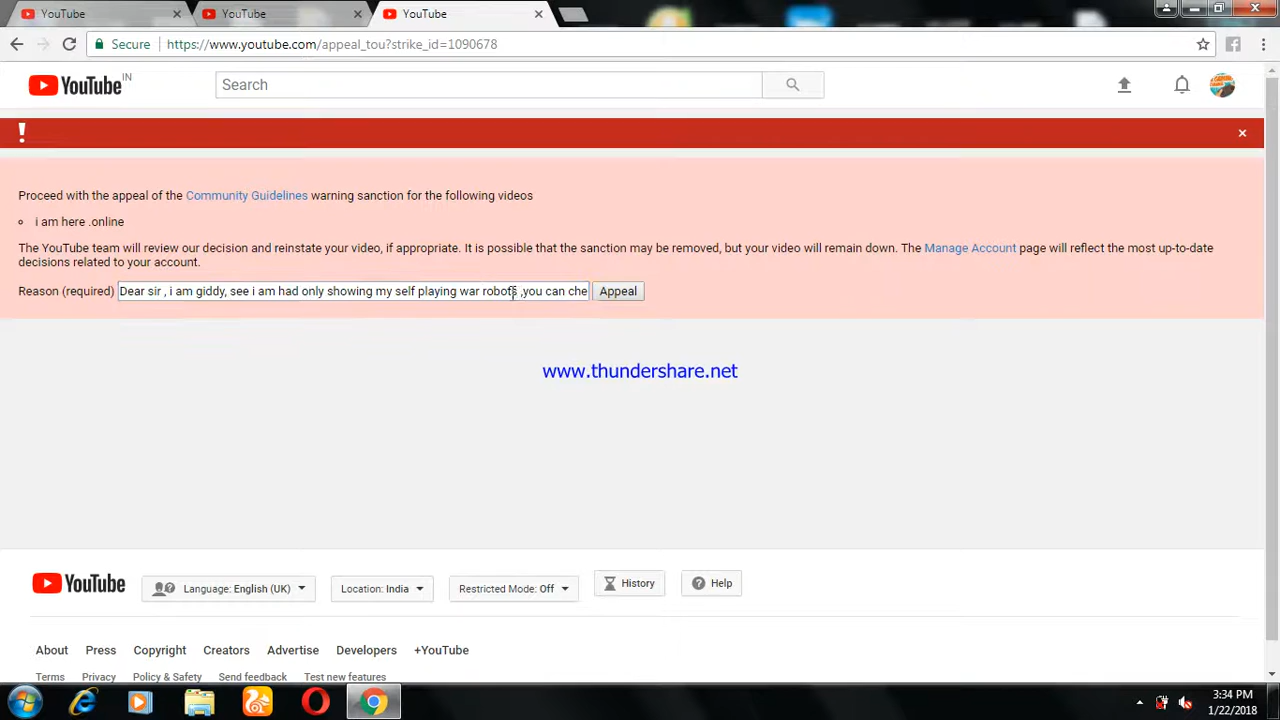 YouTube
YouTube
YouTube
Secure https://www.youtube.com/appeal_tou?strike_id=1090678
YouTube IN
Search
!
Proceed with the appeal of the Community Guidelines warning sanction for the following videos
i am here .online
The YouTube team will review our decision and reinstate your video, if appropriate. It is possible that the sanction may be removed, but your video will remain down. The Manage Account page will reflect the most up-to-date
decisions related to your account.
Reason (required) Dear sir , i am giddy, see i am had only showing my self playing war robots ,you can che Appeal
www.thundershare.net
YouTube Language: English (UK) Location: India Restricted Mode: Off History Help
About Press Copyright Creators Advertise Developers +YouTube
Terms Privacy Policy & Safety Send feedback Test new features
3:34 PM
1/22/2018